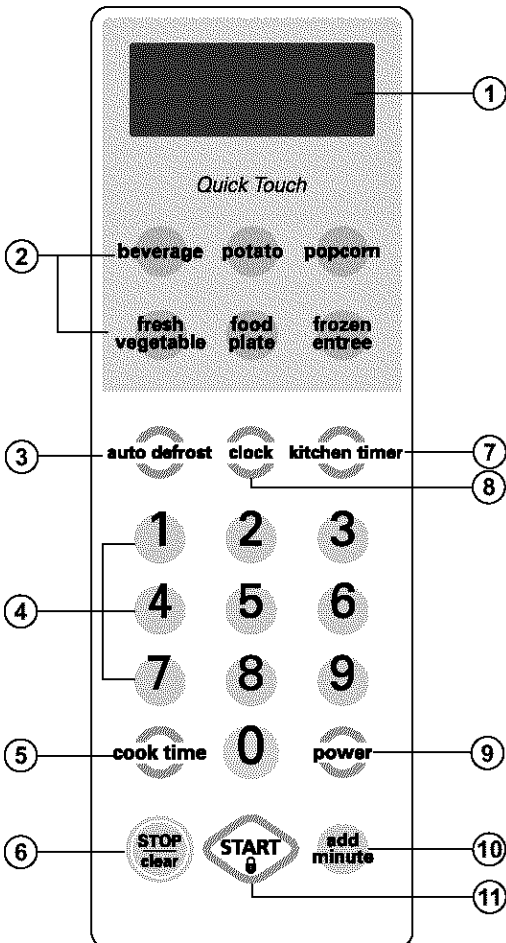 1
Quick Touch
2 beverage potato popcorn
fresh vegetable food plate frozen entree
3 auto defrost clock kitchen timer 7
8
1 2 3
4 4 5 6
7 8 9
5 cook time 0 power 9
6 STOP clear START add minute 10
11